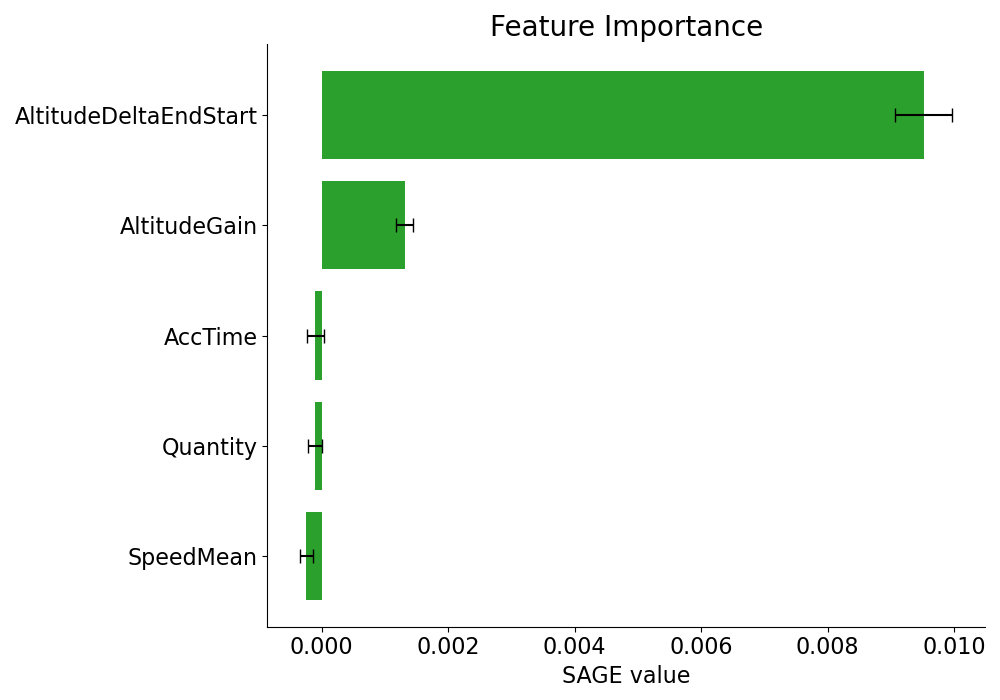 Feature Importance
AltitudeDeltaEndStart
AltitudeGain
AccTime
Quantity
SpeedMean
0.000 0.002 0.004 0.006 0.008 0.010
SAGE value